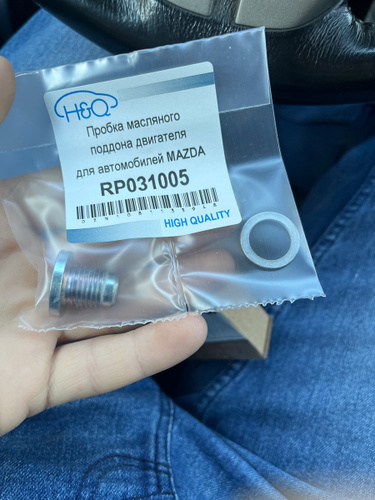 H&Q
Пробка масляного
поддона двигателя
для автомобилей MAZDA
RP031005
HIGH QUALITY